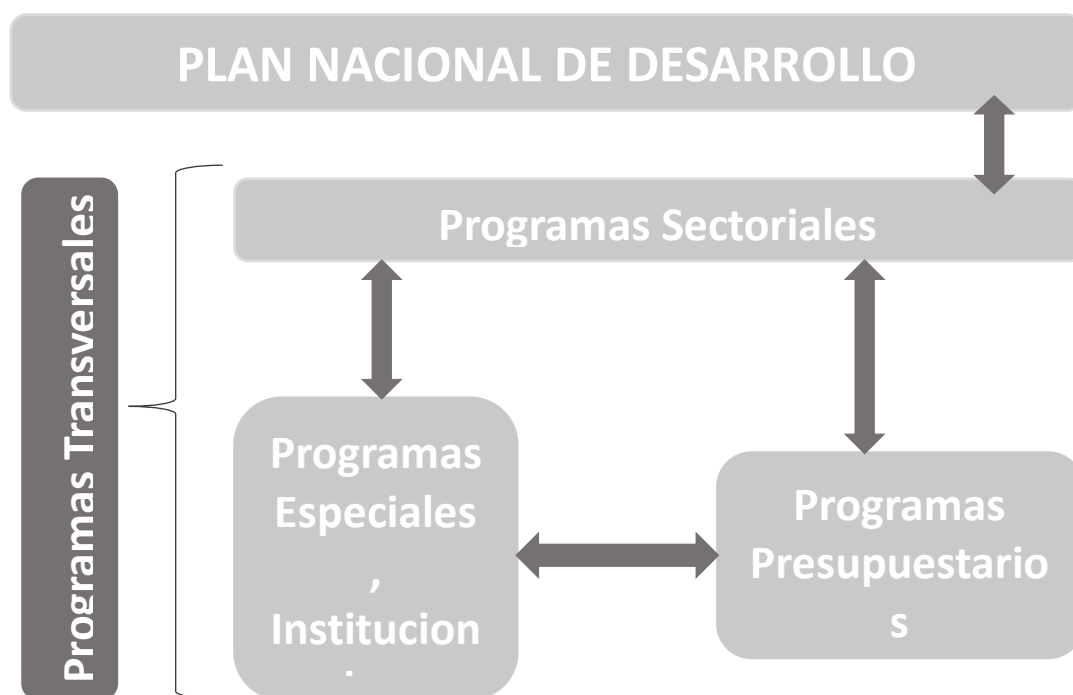 PLAN NACIONAL DE DESARROLLO
Programas Transversales
Programas Sectoriales
Programas
Especiales
,
Institucion
Programas
Presupuestario
s